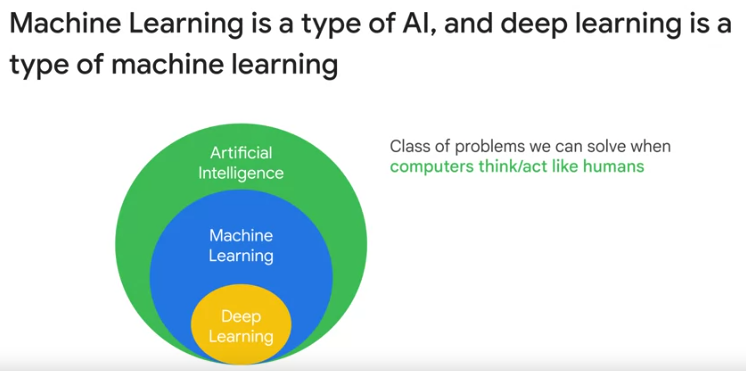 Machine Learning is a type of AI, and deep learning is a
type of machine learning
Artificial
Intelligence
Machine
Learning
Deep
Learning
Class of problems we can solve when
computers think/act like humans